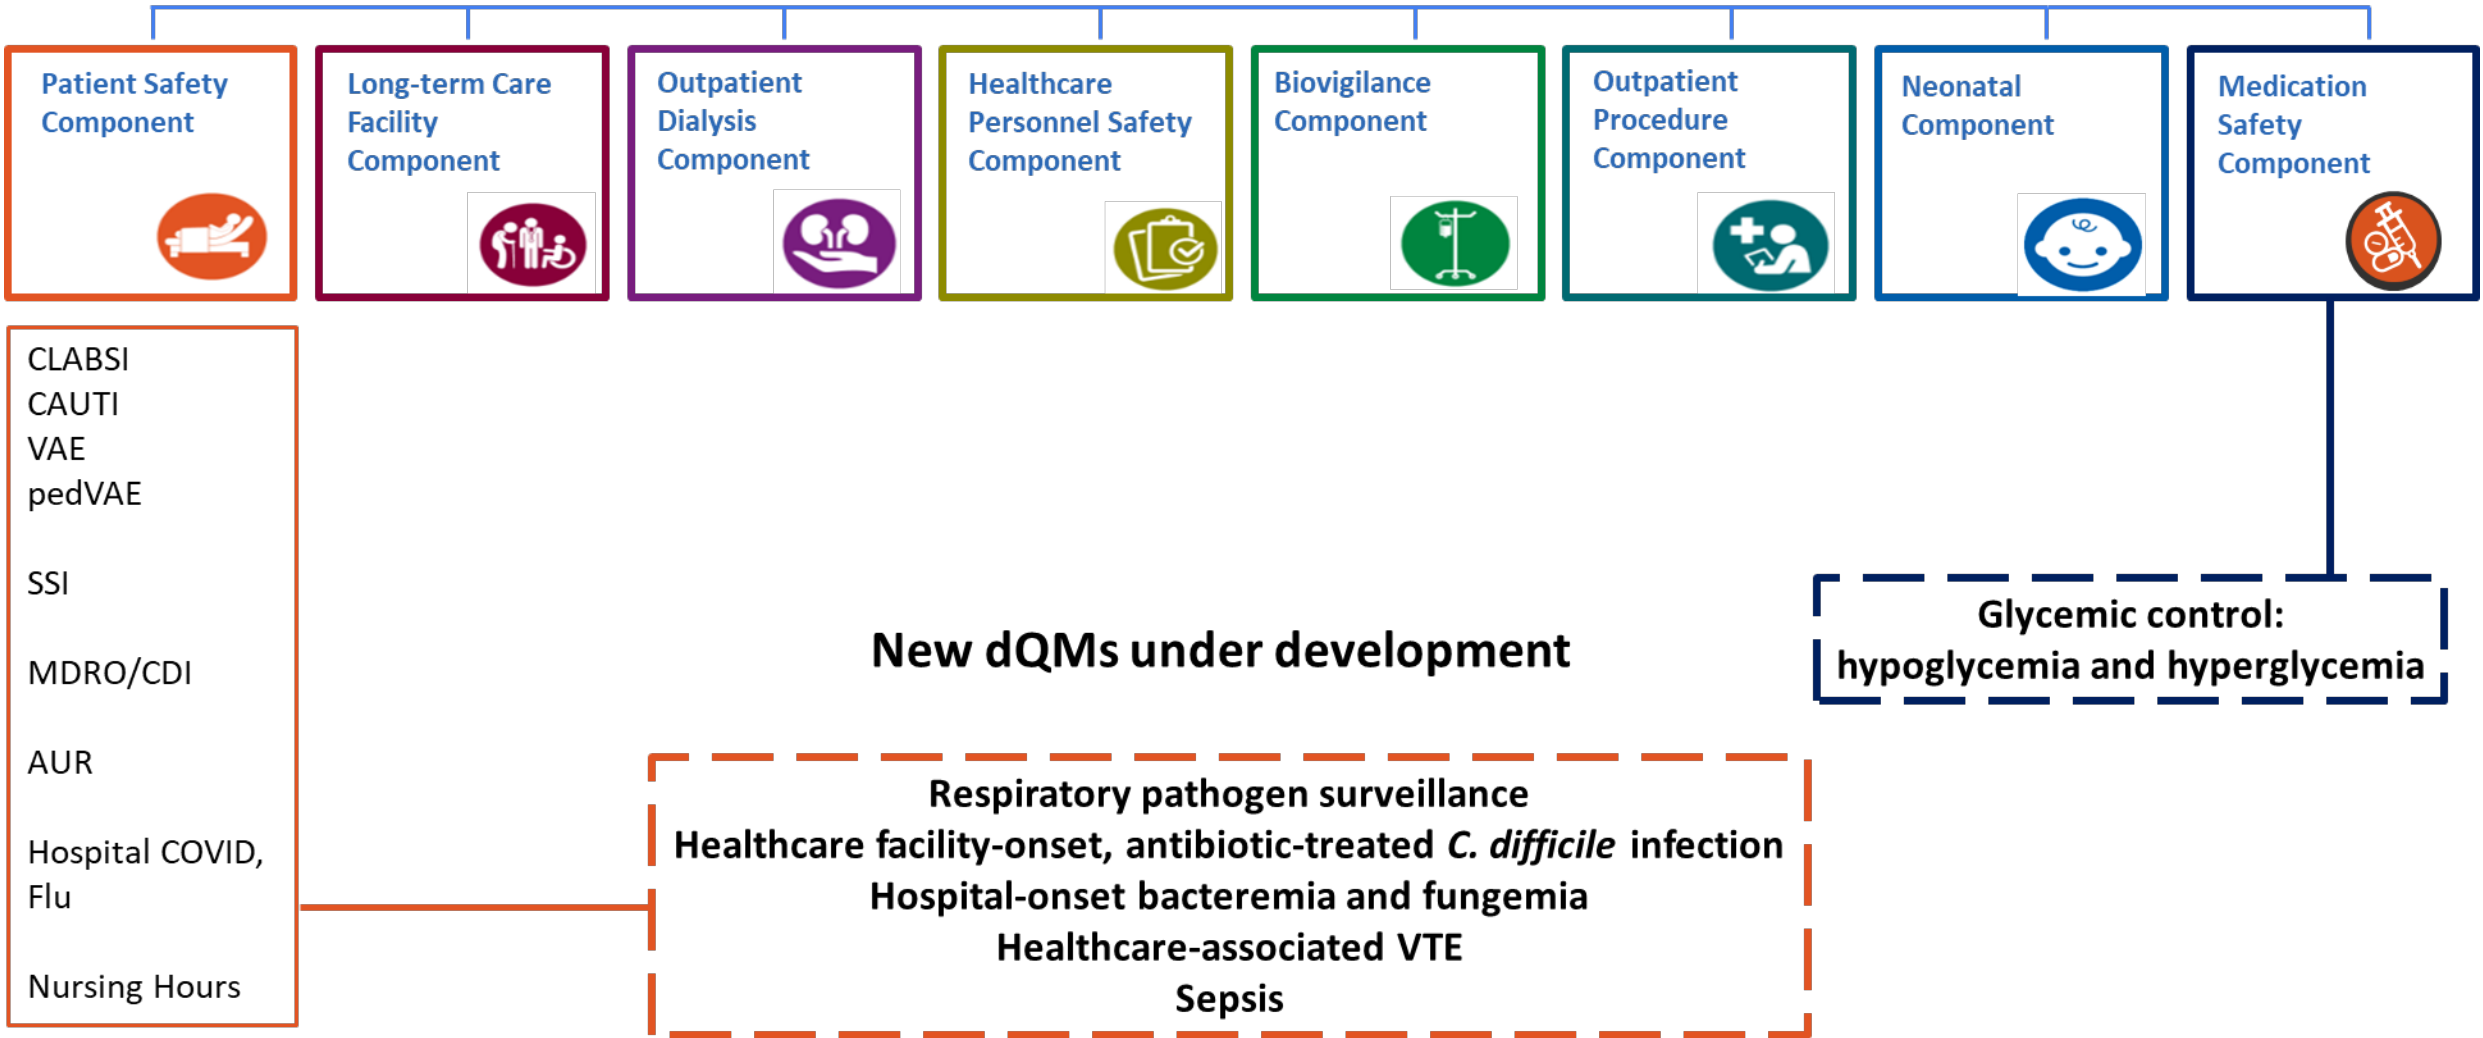 Patient Safety
Component
Long-term Care
Facility
Component
Outpatient
Dialysis
Component
Healthcare
Personnel Safety
Component
Biovigilance
Component
Outpatient
Procedure
Component
Neonatal
Component
Medication
Safety
Component
CLABSI
CAUTI
VAE
pedVAE
SSI
MDRO/CDI
AUR
Hospital COVID,
Flu
Nursing Hours
New dQMs under development
Glycemic control:
hypoglycemia and hyperglycemia
Respiratory pathogen surveillance
Healthcare facility-onset, antibiotic-treated C. difficile infection
Hospital-onset bacteremia and fungemia
Healthcare-associated VTE
Sepsis